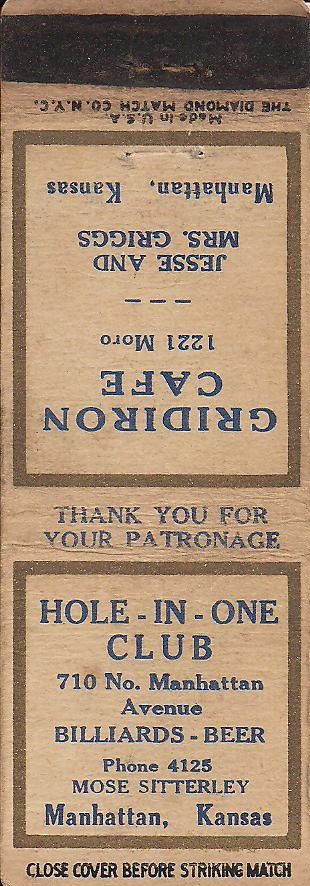 Made in U.S.A.
THE DIAMOND MATCH CO. N.Y.C.
GRIDIRON
CAFE
1221 Moro
- - -
JESSE AND
MRS. GRIGGS
Manhattan, Kansas
THANK YOU FOR
YOUR PATRONAGE
HOLE - IN - ONE
CLUB
710 No. Manhattan
Avenue
BILLIARDS - BEER
Phone 4125
MOSE SITTERLEY
Manhattan, Kansas
CLOSE COVER BEFORE STRIKING MATCH